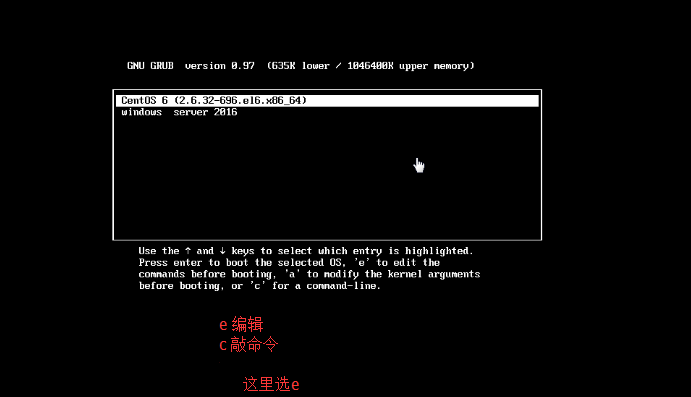 GNU GRUB  version 0.97  (635K lower / 1046400K upper memory)
CentOS 6 (2.6.32-696.el6.x86_64)
windows  server 2016
Use the ↑ and ↓ keys to select which entry is highlighted.
Press enter to boot the selected OS, 'e' to edit the
commands before booting, 'a' to modify the kernel arguments
before booting, or 'c' for a command-line.
e 编辑
c 敲命令
这里选e